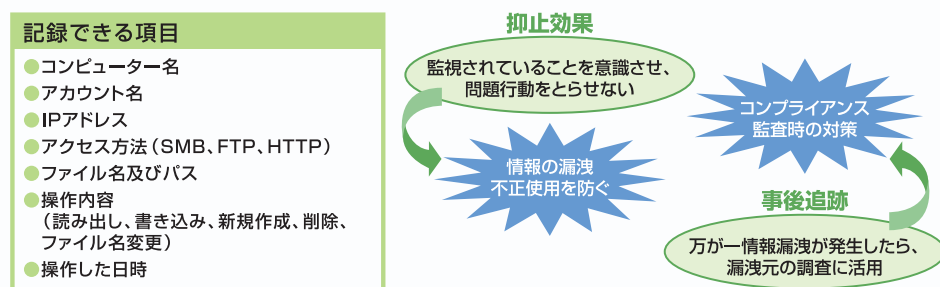 記録できる項目
●コンピューター名
●アカウント名
●IPアドレス
●アクセス方法（SMB、FTP、HTTP）
●ファイル名及びパス
●操作内容
（読み出し、書き込み、新規作成、削除、
ファイル名変更）
●操作した日時
抑止効果
監視されていることを意識させ、
問題行動をとらせない
情報の漏洩
不正使用を防ぐ
コンプライアンス
監査時の対策
事後追跡
万が一情報漏洩が発生したら、
漏洩元の調査に活用